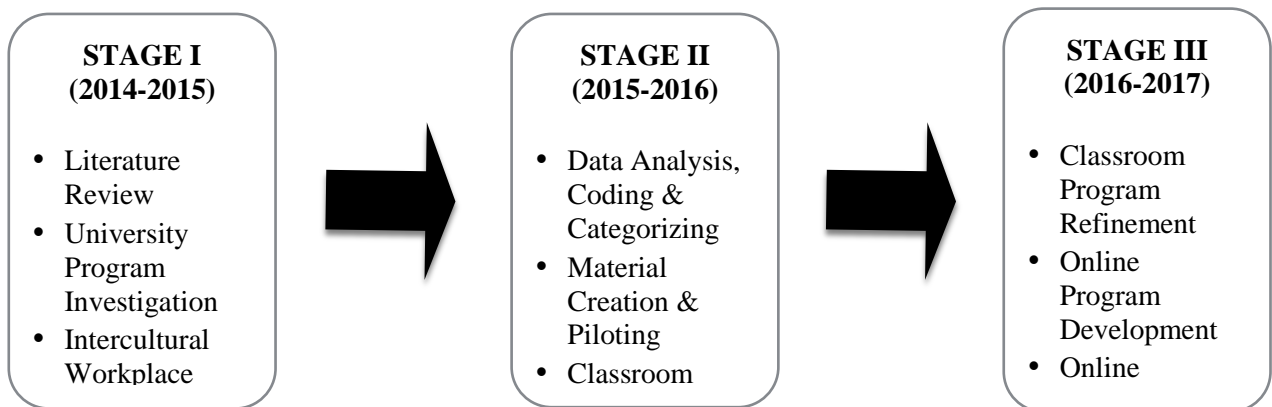 STAGE I
(2014-2015)
• Literature
Review
• University
Program
Investigation
• Intercultural
Workplace
STAGE II
(2015-2016)
• Data Analysis,
Coding &
Categorizing
• Material
Creation &
Piloting
• Classroom
STAGE III
(2016-2017)
• Classroom
Program
Refinement
• Online
Program
Development
• Online